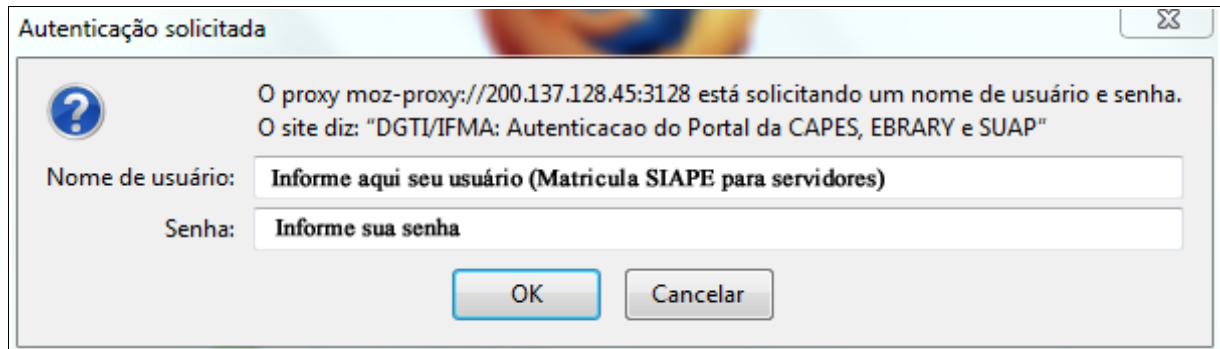 Autenticação solicitada
O proxy moz-proxy://200.137.128.45:3128 está solicitando um nome de usuário e senha.
O site diz: “DGTI/IFMA: Autenticacao do Portal da CAPES, EBRARY e SUAP”
Nome de usuário: Informe aqui seu usuário (Matricula SIAPE para servidores)
Senha: Informe sua senha
OK Cancelar